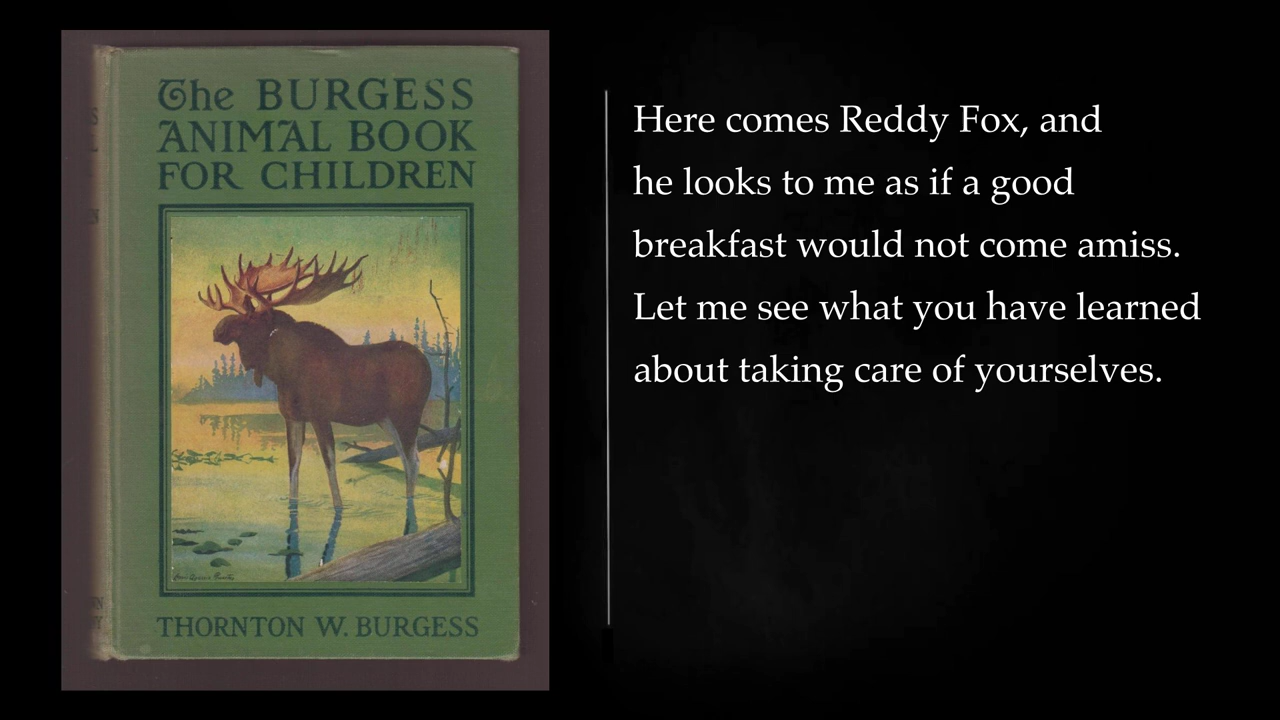 The BURGESS
ANIMAL BOOK
FOR CHILDREN
THORNTON W. BURGESS
Here comes Reddy Fox, and
he looks to me as if a good
breakfast would not come amiss.
Let me see what you have learned
about taking care of yourselves.